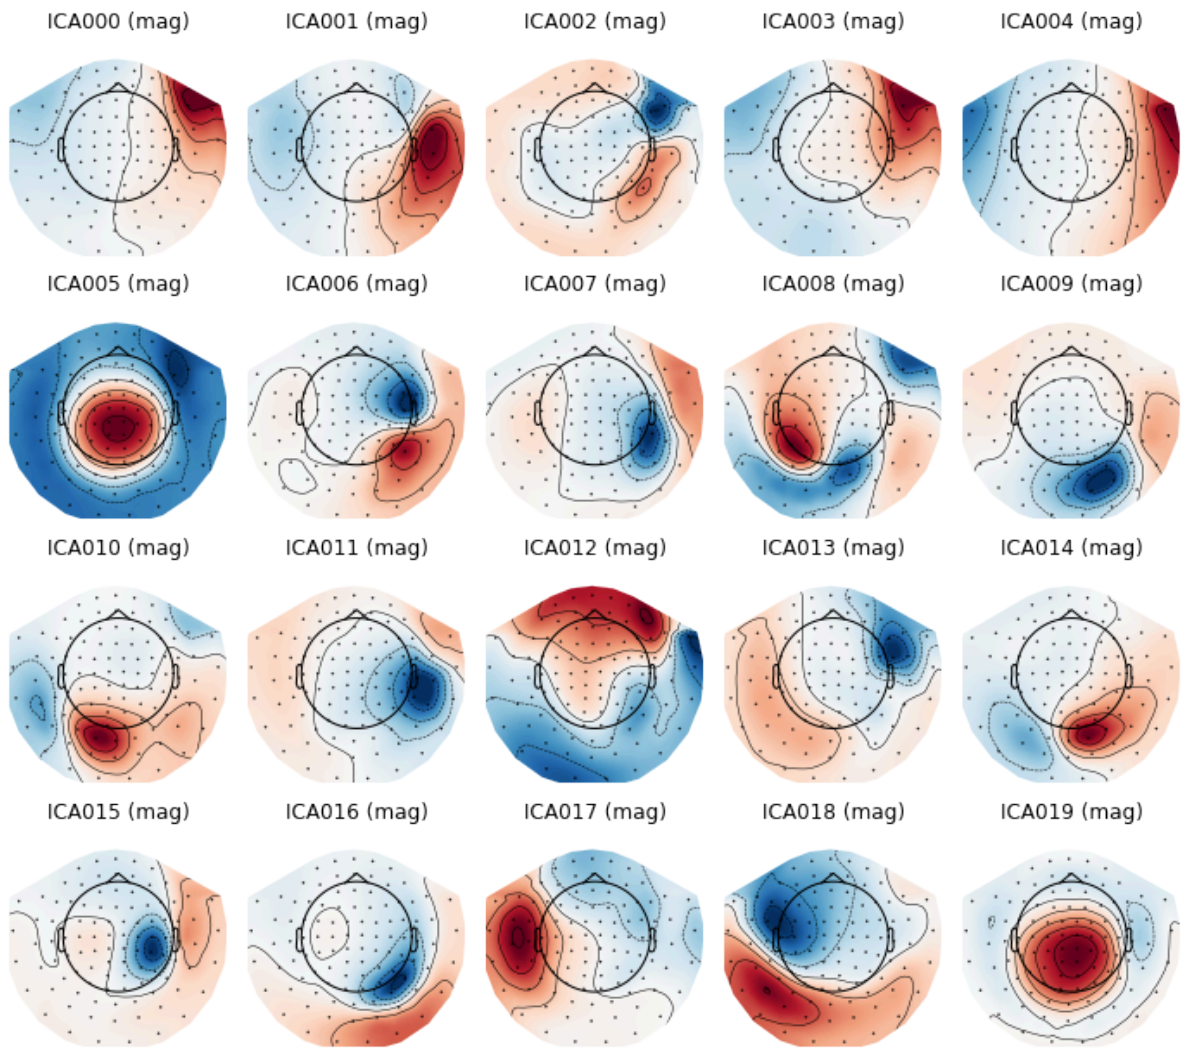 ICA000 (mag) ICA001 (mag) ICA002 (mag) ICA003 (mag) ICA004 (mag)
ICA005 (mag) ICA006 (mag) ICA007 (mag) ICA008 (mag) ICA009 (mag)
ICA010 (mag) ICA011 (mag) ICA012 (mag) ICA013 (mag) ICA014 (mag)
ICA015 (mag) ICA016 (mag) ICA017 (mag) ICA018 (mag) ICA019 (mag)